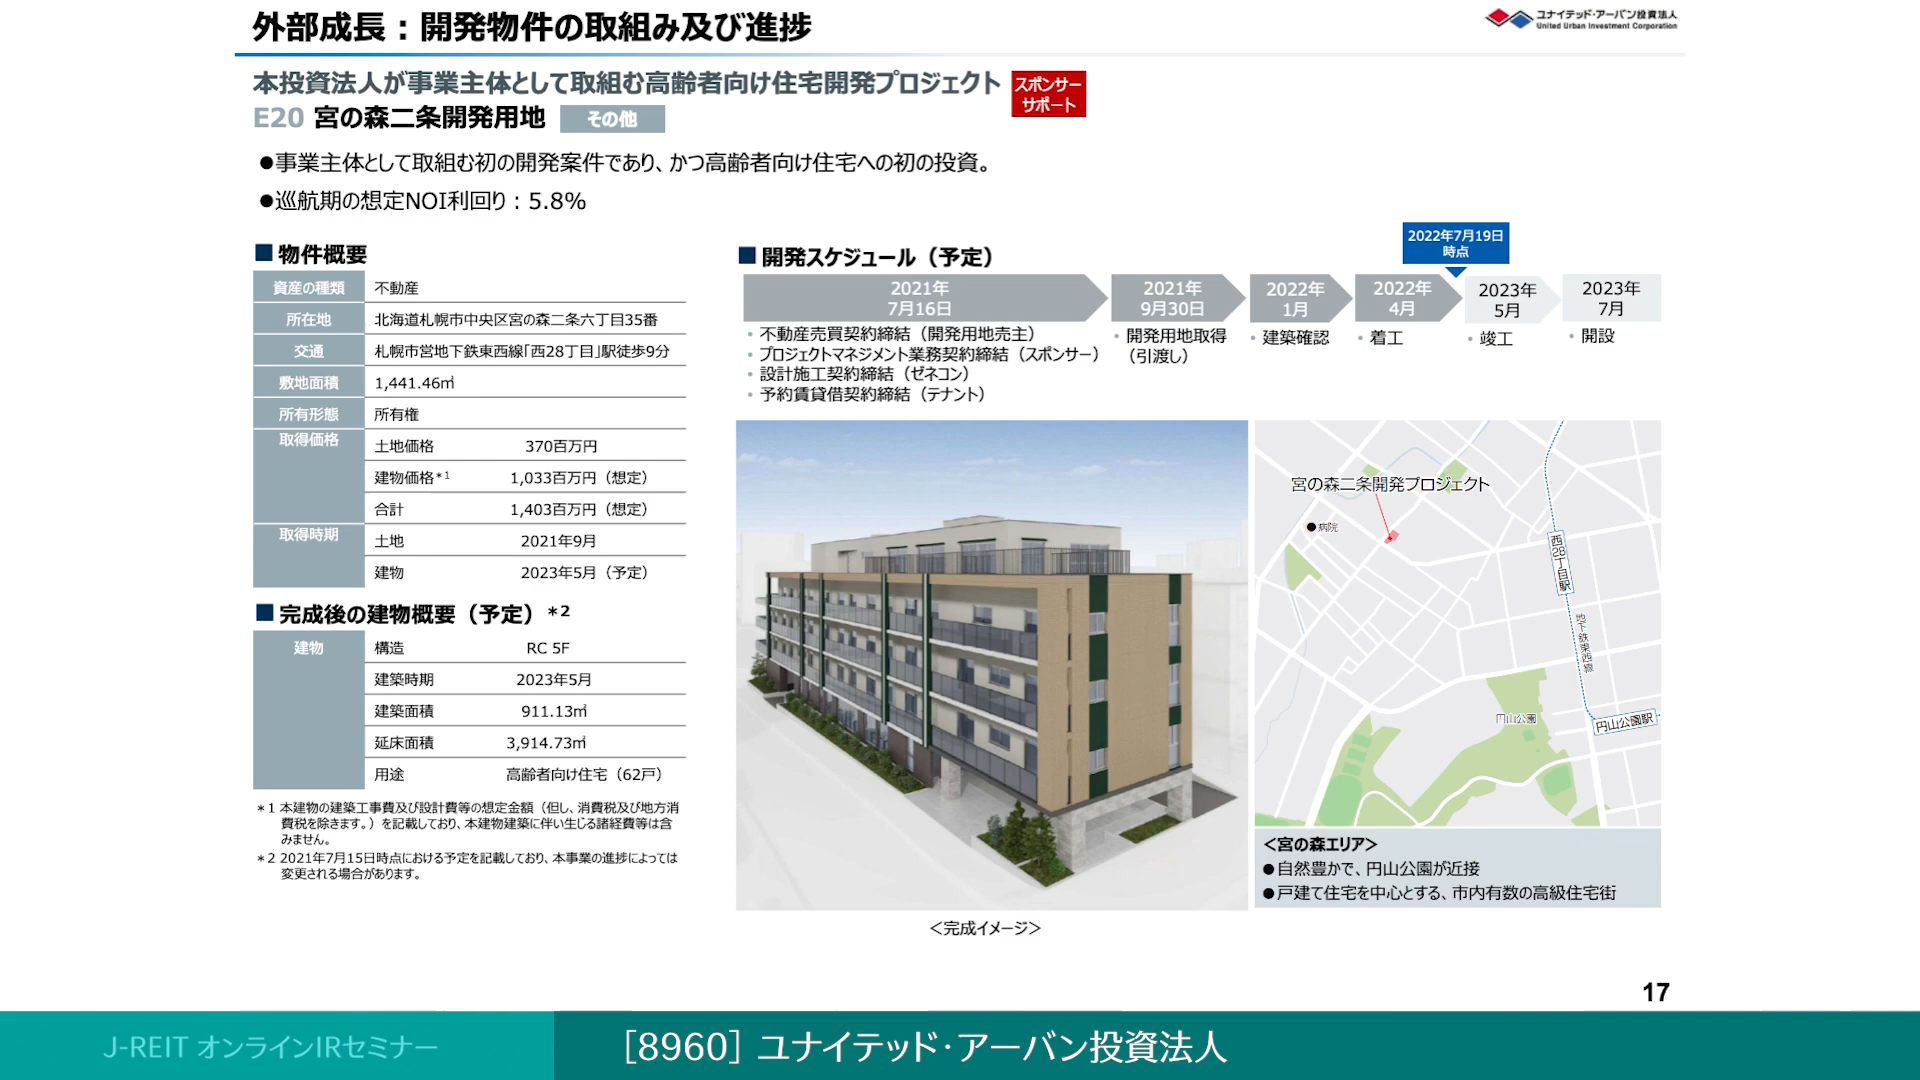 外部成長：開発物件の取組み及び進捗
ユナイテッド・アーバン投資法人
United Urban Investment Corporation
本投資法人が事業主体として取組む高齢者向け住宅開発プロジェクト
スポンサー
サポート
E20 宮の森二条開発用地
その他
●事業主体として取組む初の開発案件であり、かつ高齢者向け住宅への初の投資。
●巡航期の想定NOI利回り：5.8%
■ 物件概要
資産の種類 不動産
所在地 北海道札幌市中央区宮の森二条六丁目35番
交通 札幌市営地下鉄東西線「西28丁目」駅徒歩9分
敷地面積 1,441.46㎡
所有形態 所有権
取得価格 土地価格 370百万円
建物価格＊1 1,033百万円（想定）
合計 1,403百万円（想定）
取得時期 土地 2021年9月
建物 2023年5月（予定）
■ 完成後の建物概要（予定）＊2
建物 構造 RC 5F
建築時期 2023年5月
建築面積 911.13㎡
延床面積 3,914.73㎡
用途 高齢者向け住宅（62戸）
＊1 本建物の建築工事費及び設計費等の想定金額（但し、消費税及び地方消
費税を除きます。）を記載しており、本建物建築に伴い生じる諸経費等は含
みません。
＊2 2021年7月15日時点における予定を記載しており、本事業の進捗によっては
変更される場合があります。
■ 開発スケジュール（予定）
2022年7月19日
時点
2021年
7月16日
・不動産売買契約締結（開発用地売主）
・プロジェクトマネジメント業務契約締結（スポンサー）
・設計施工契約締結（ゼネコン）
・予約賃貸借契約締結（テナント）
2021年
9月30日
・開発用地取得
（引渡し）
2022年
1月
・建築確認
2022年
4月
・着工
2023年
5月
・竣工
2023年
7月
・開設
＜完成イメージ＞
宮の森二条開発プロジェクト
●病院
西28丁目駅
地下鉄東西線
円山公園
円山公園駅
＜宮の森エリア＞
●自然豊かで、円山公園が近接
●戸建て住宅を中心とする、市内有数の高級住宅街
17
J-REIT オンラインIRセミナー
［8960］ユナイテッド・アーバン投資法人